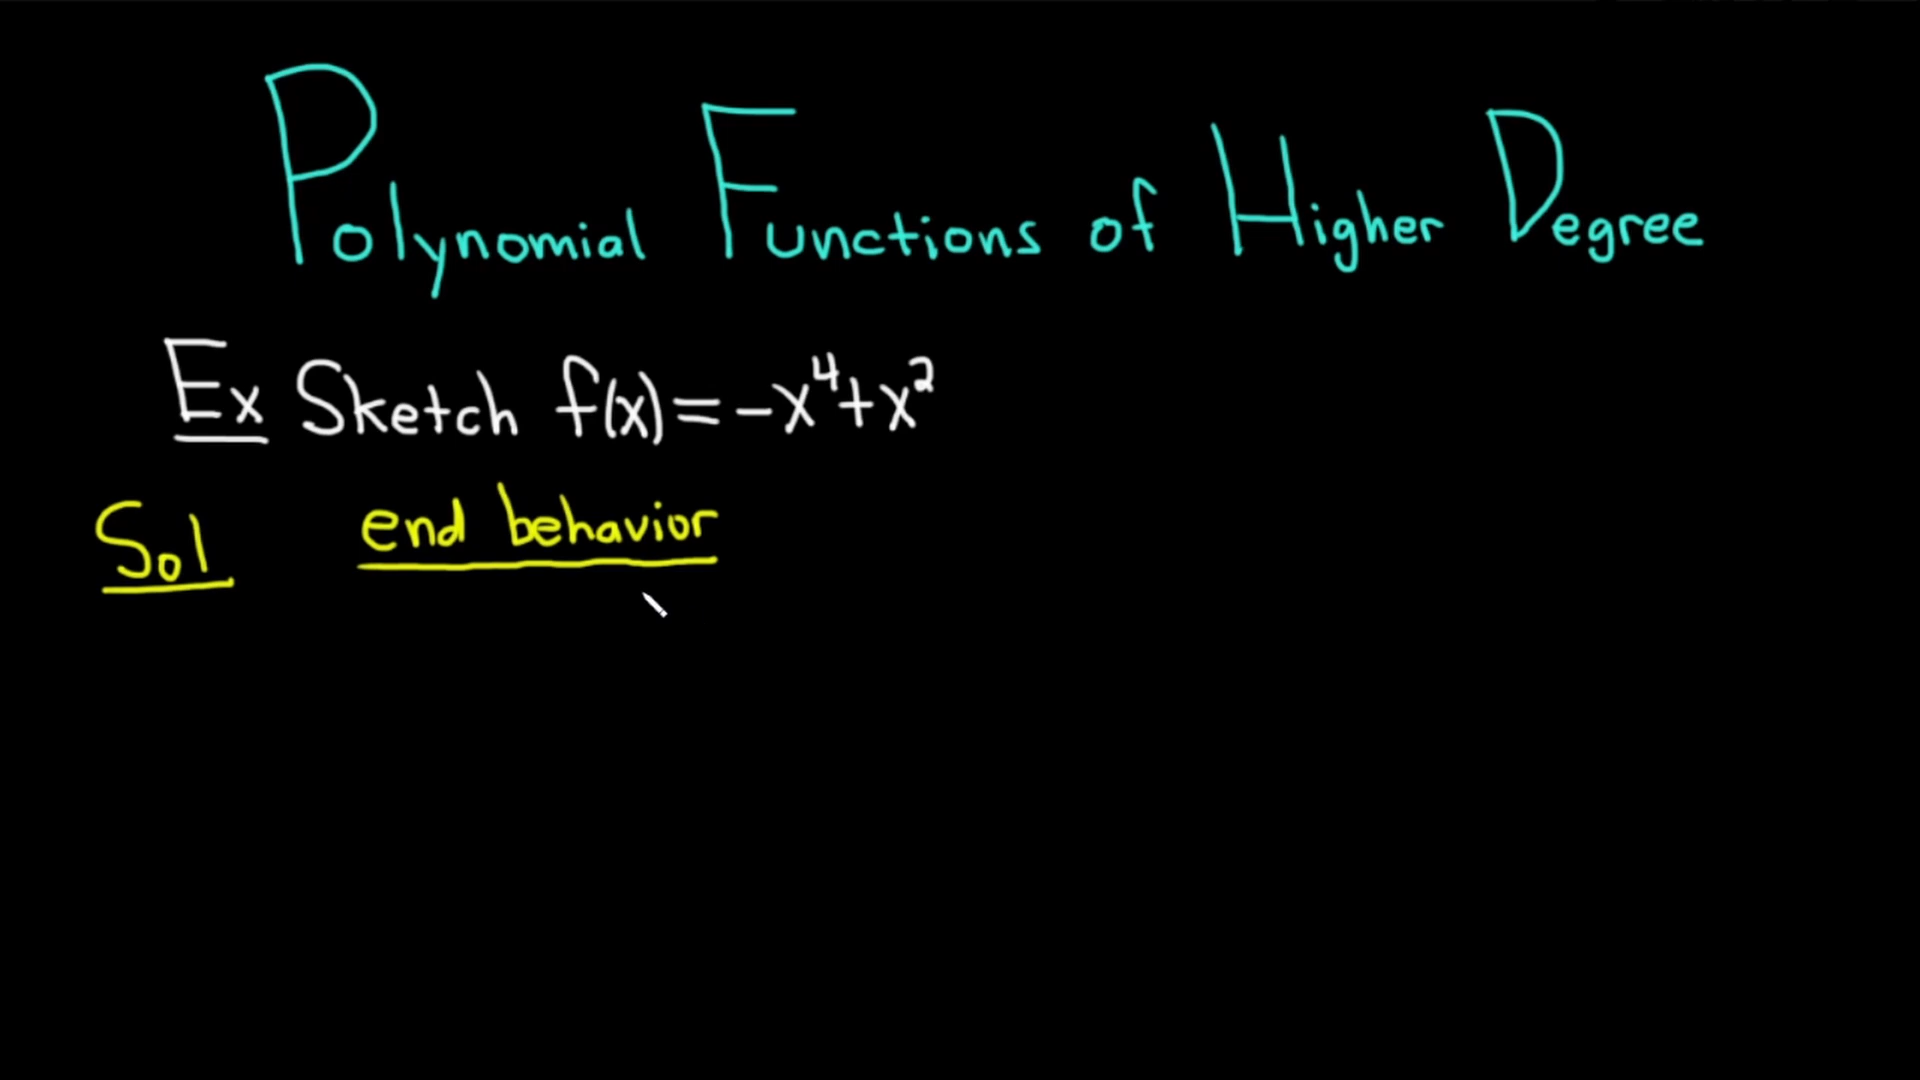 Polynomial Functions of Higher Degree
Ex Sketch f(x) = -x⁴+x²
Sol end behavior